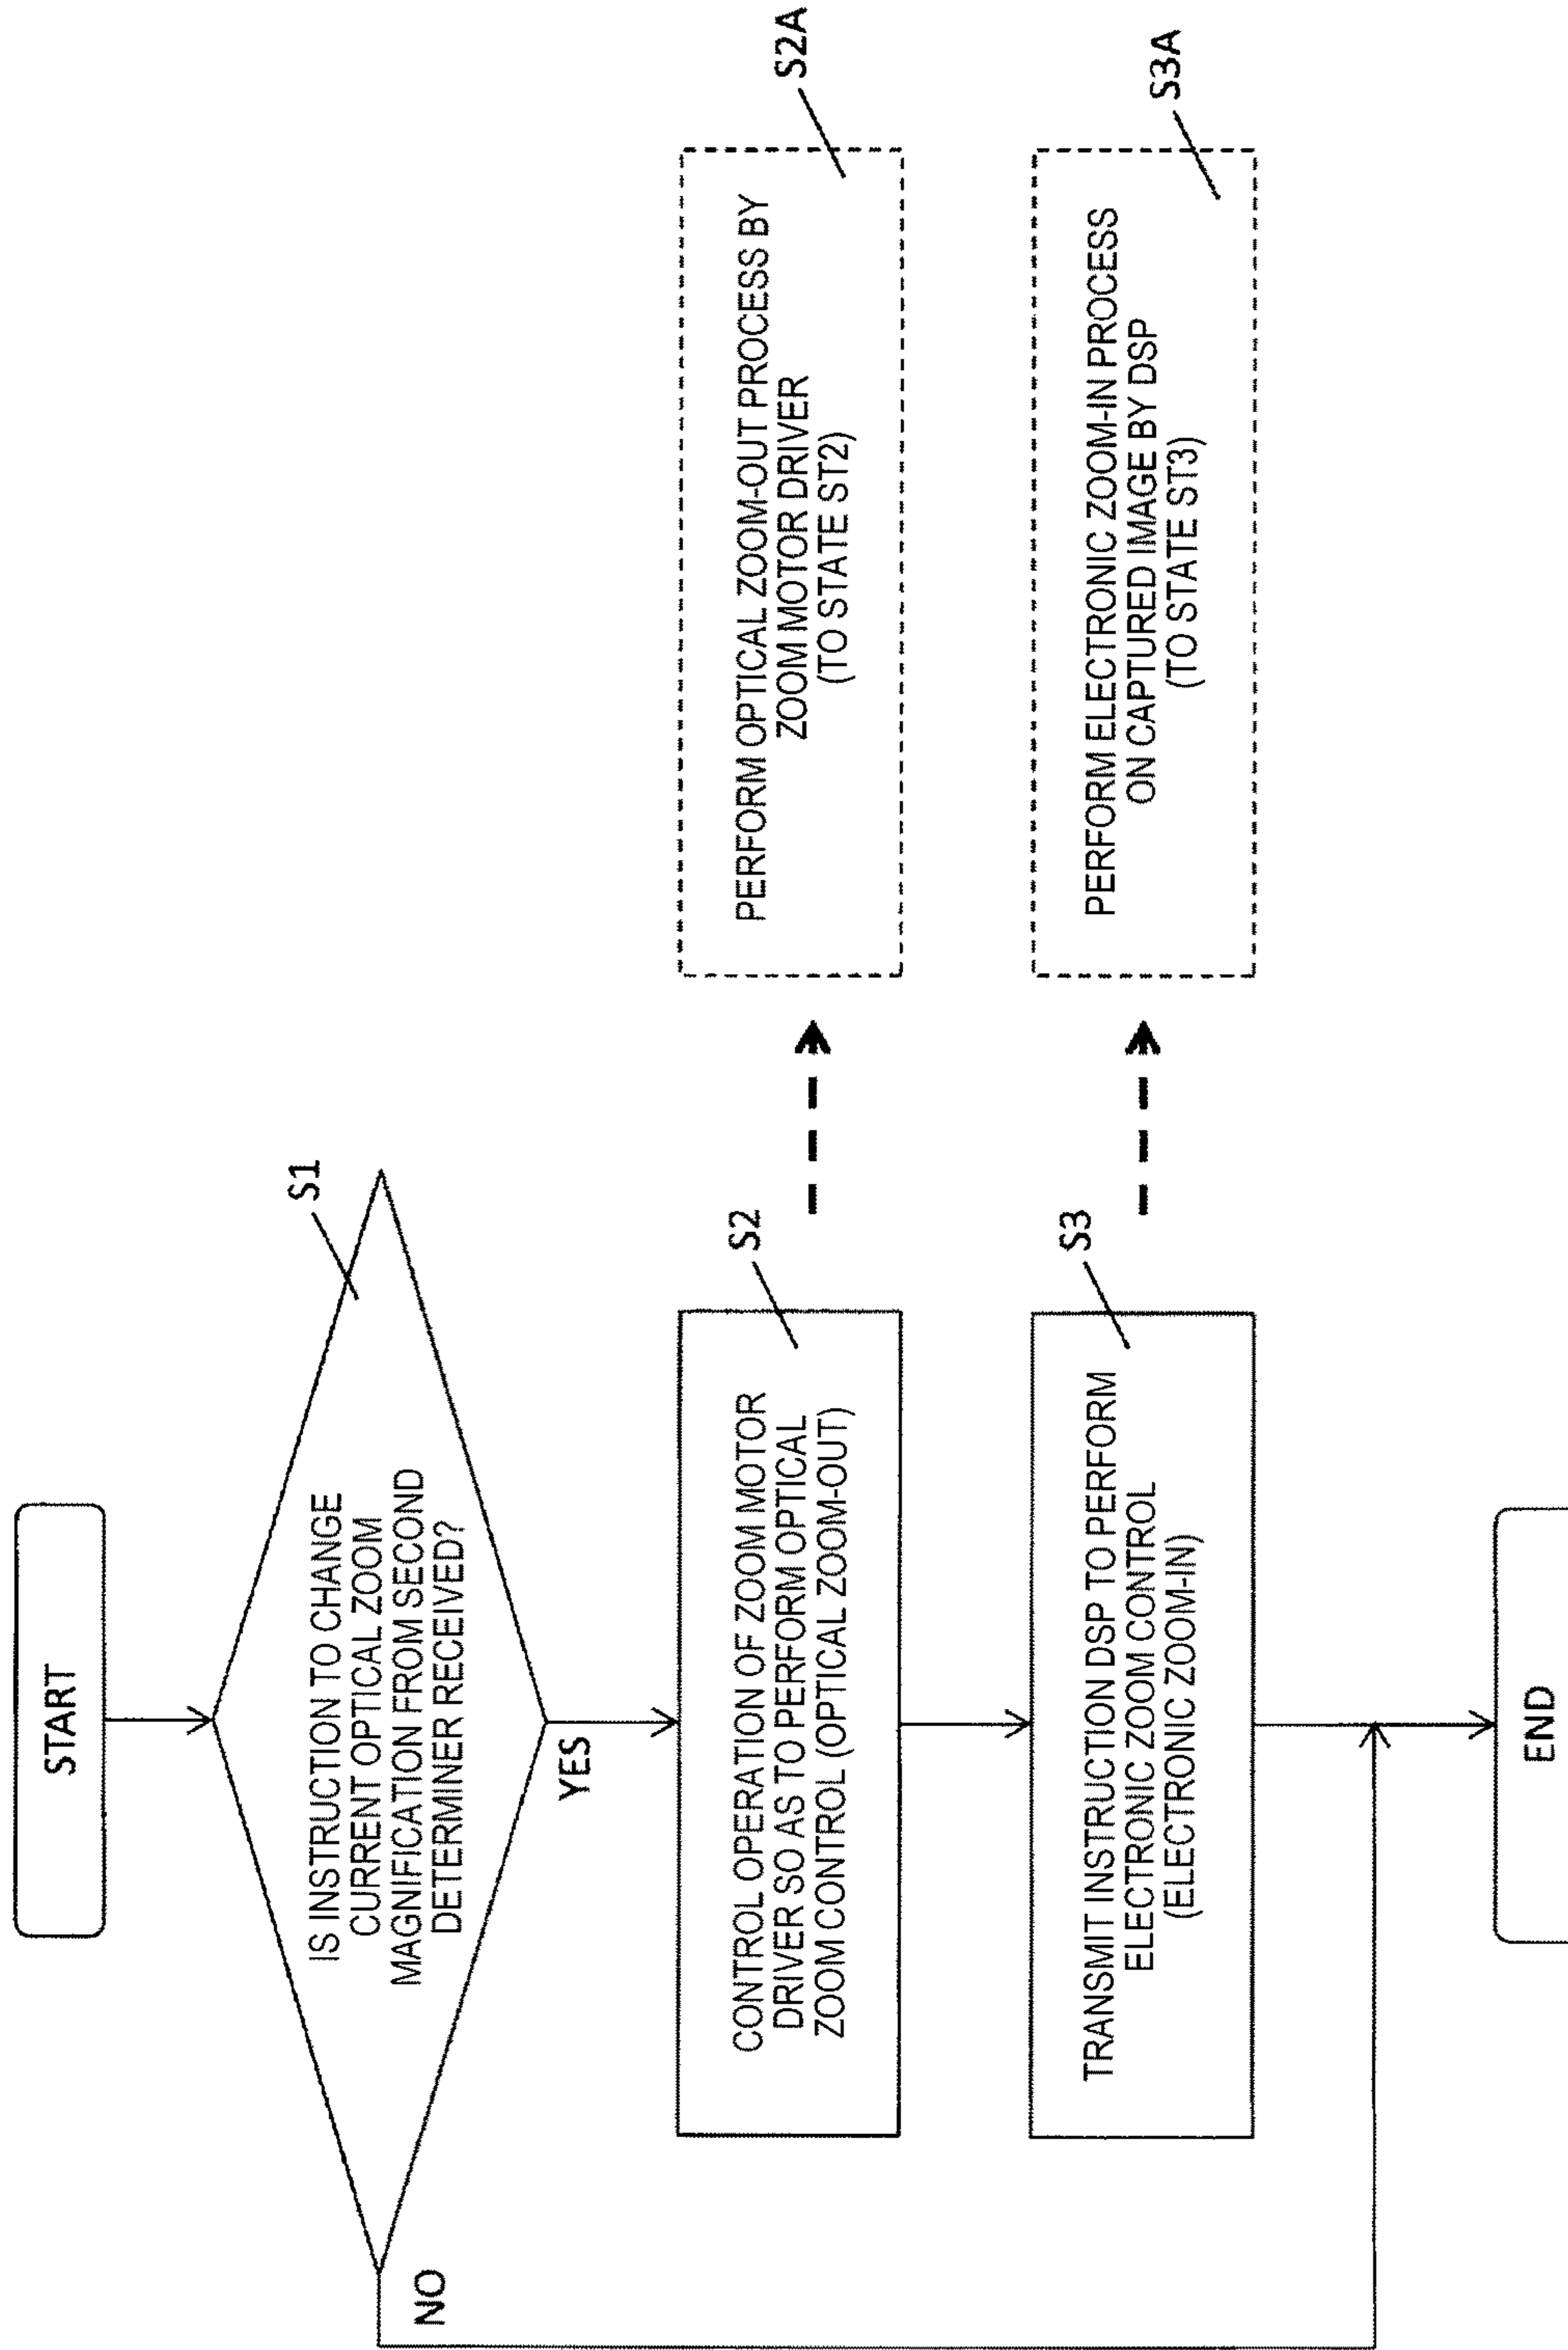 START
S1
IS INSTRUCTION TO CHANGE
CURRENT OPTICAL ZOOM
MAGNIFICATION FROM SECOND
DETERMINER RECEIVED?
NO
YES
S2
CONTROL OPERATION OF ZOOM MOTOR
DRIVER SO AS TO PERFORM OPTICAL
ZOOM CONTROL (OPTICAL ZOOM-OUT)
S2A
PERFORM OPTICAL ZOOM-OUT PROCESS BY
ZOOM MOTOR DRIVER
(TO STATE ST2)
S3
TRANSMIT INSTRUCTION DSP TO PERFORM
ELECTRONIC ZOOM CONTROL
(ELECTRONIC ZOOM-IN)
S3A
PERFORM ELECTRONIC ZOOM-IN PROCESS
ON CAPTURED IMAGE BY DSP
(TO STATE ST3)
END